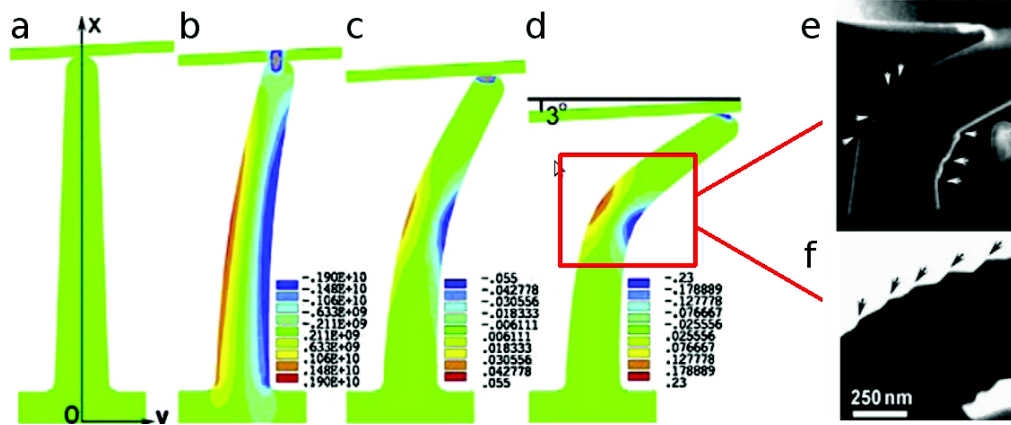 a
b
c
d
e
f
X
O
y
3°
-.190E+10
-.148E+10
-.106E+10
-.633E+09
-.211E+09
.211E+09
.633E+09
.106E+10
.148E+10
.190E+10
-.055
-.042778
-.030556
-.018333
-.006111
.006111
.018333
.030556
.042778
.055
-.23
-.178889
-.127778
-.076667
-.025556
.025556
.076667
.127778
.178889
.23
250 nm